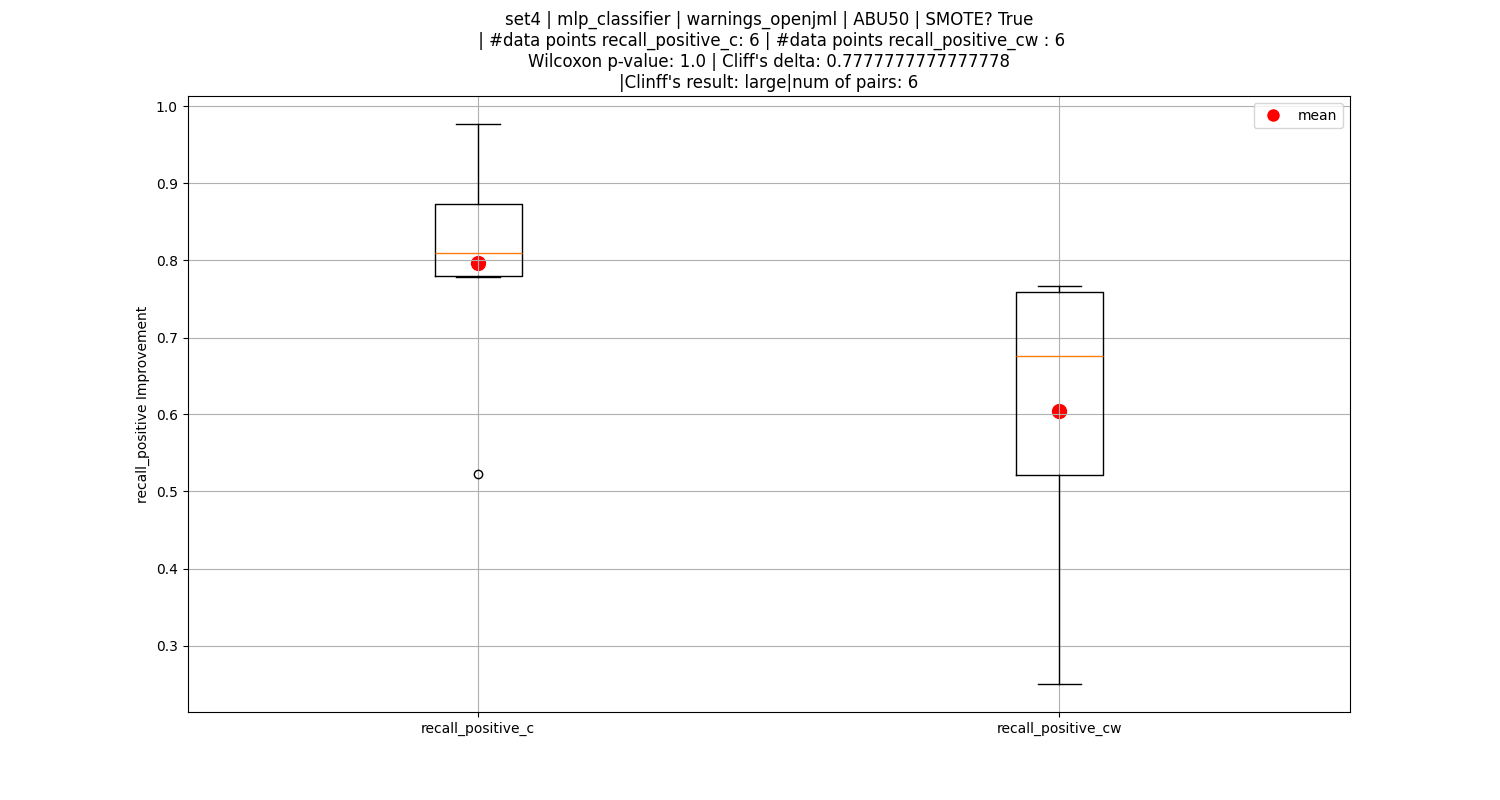 set4 | mlp_classifier | warnings_openjml | ABU50 | SMOTE? True
| #data points recall_positive_c: 6 | #data points recall_positive_cw : 6
Wilcoxon p-value: 1.0 | Cliff's delta: 0.7777777777777778
|Clinff's result: large|num of pairs: 6
mean
1.0
0.9
0.8
0.7
0.6
0.5
0.4
0.3
recall_positive Improvement
recall_positive_c
recall_positive_cw